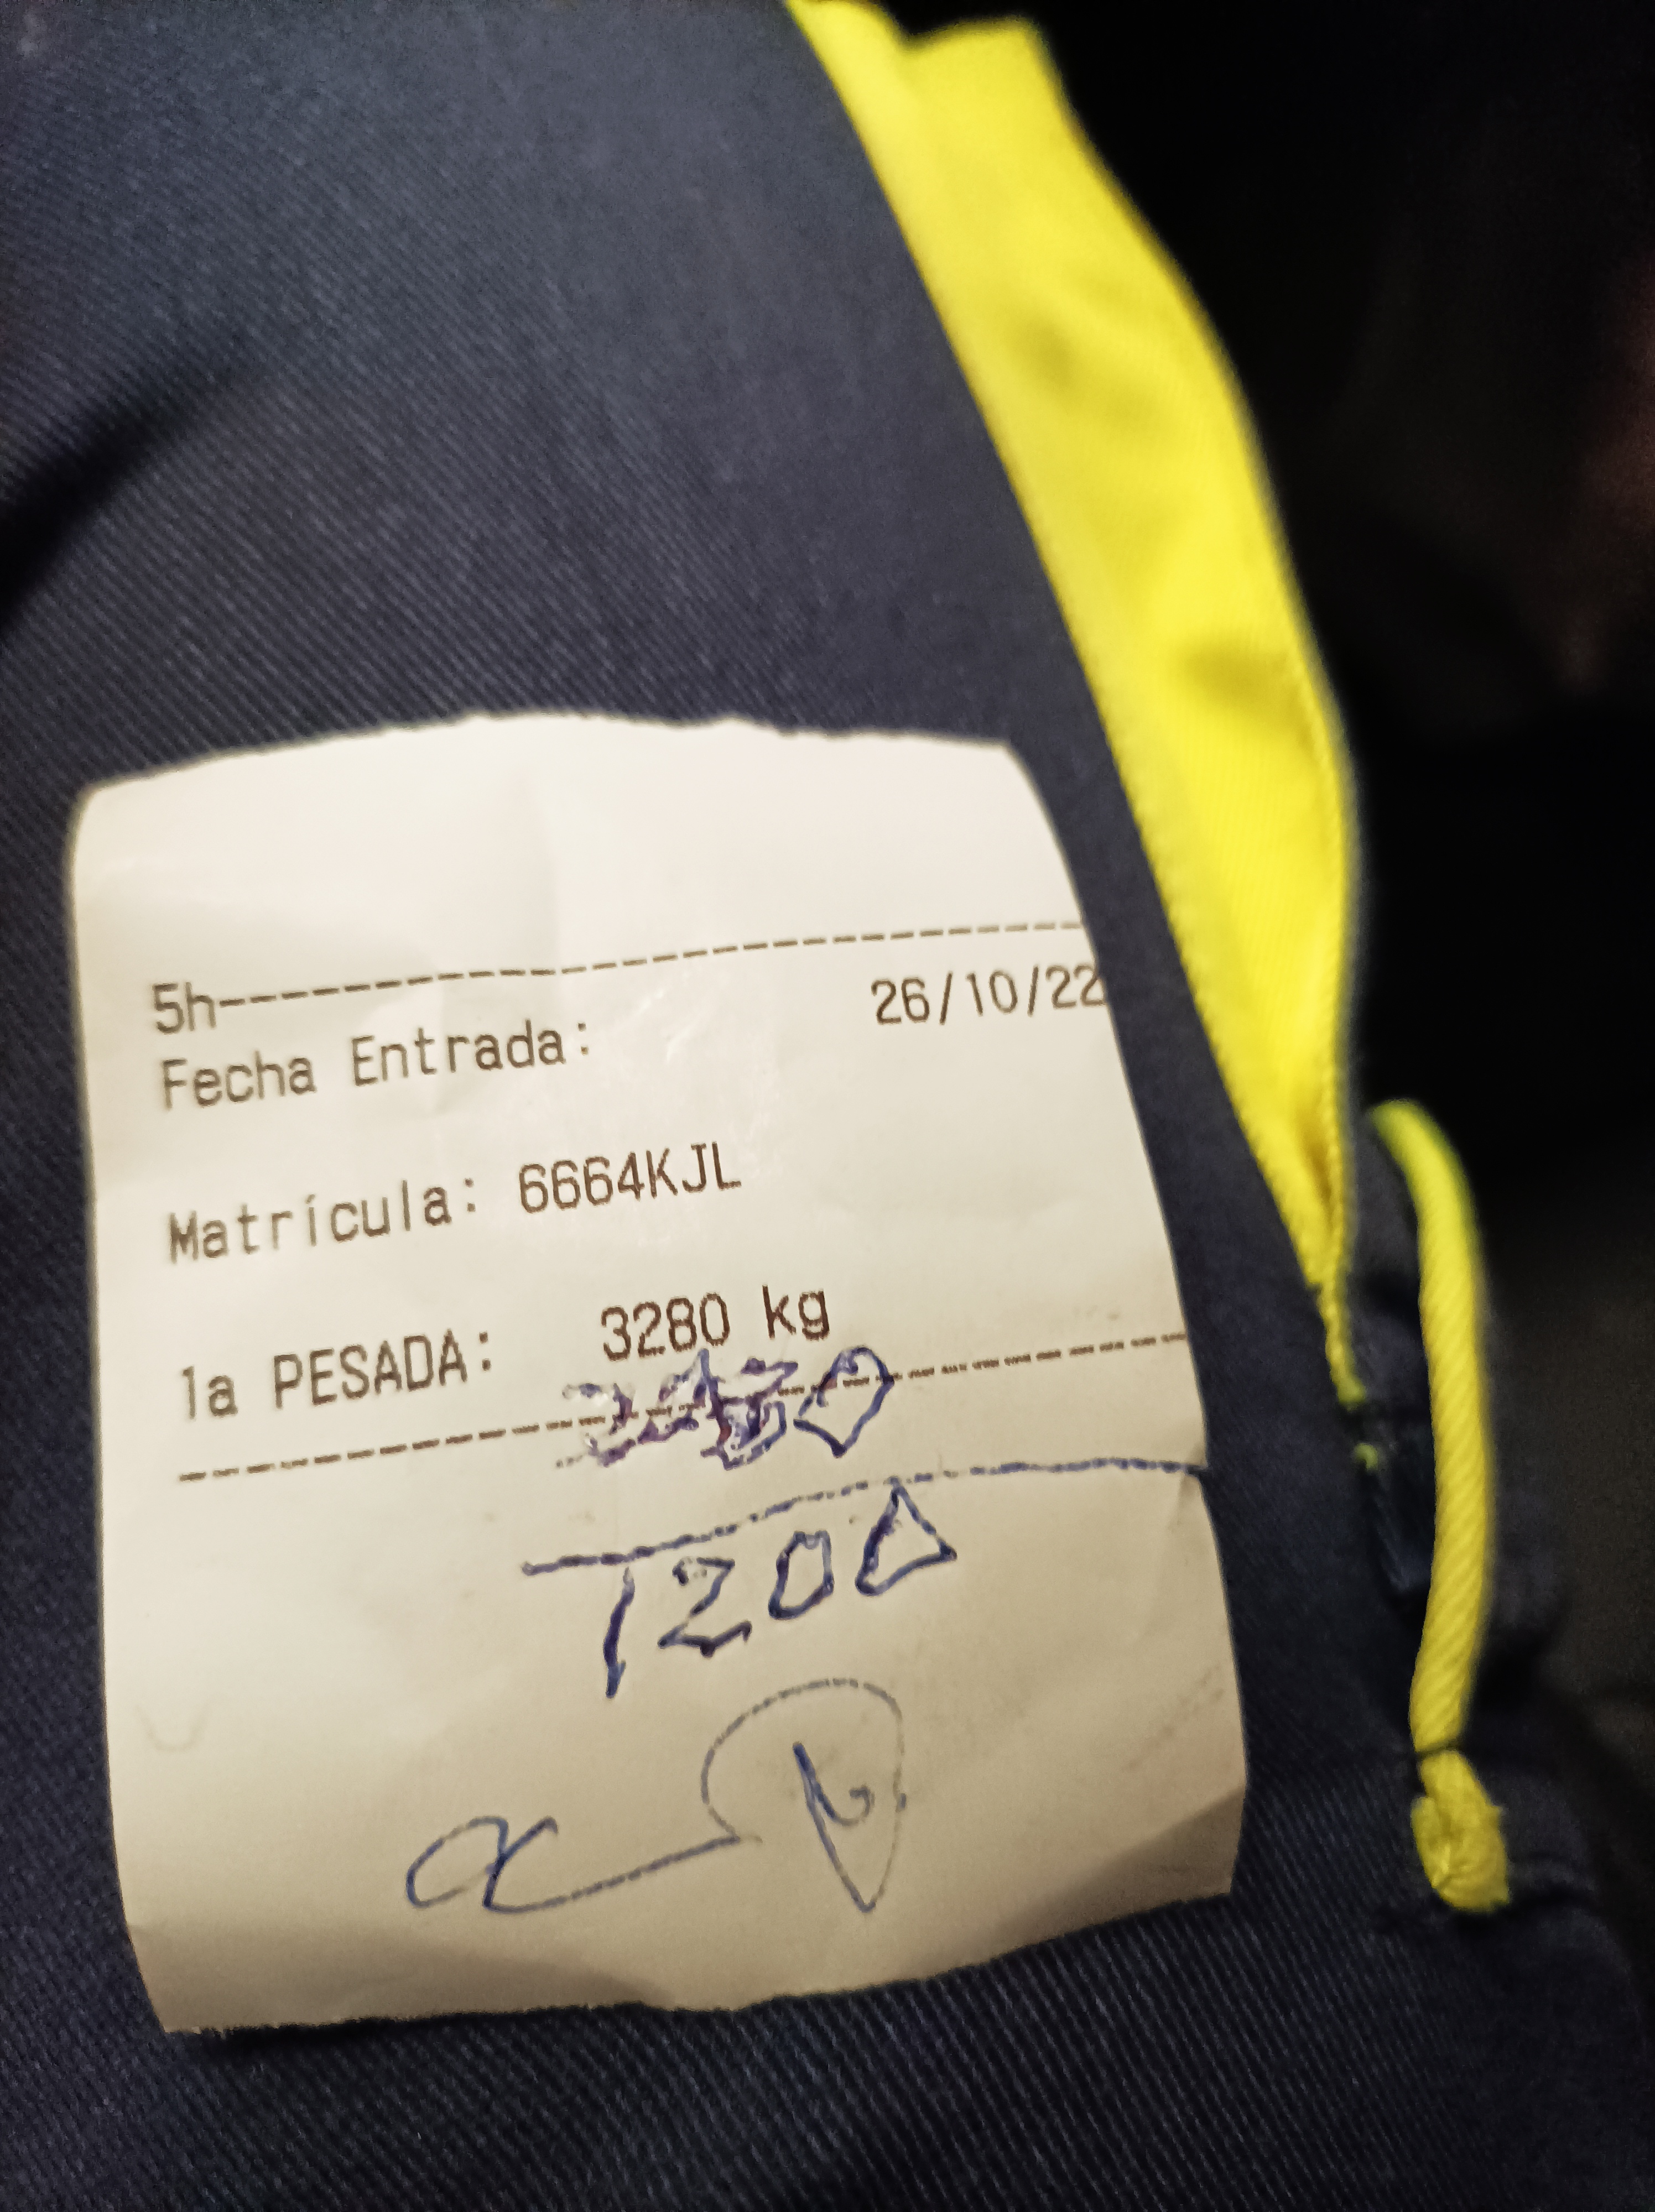 5h-----------------------------
Fecha Entrada: 26/10/22
Matrícula: 6664KJL
1a PESADA: 3280 kg
1200